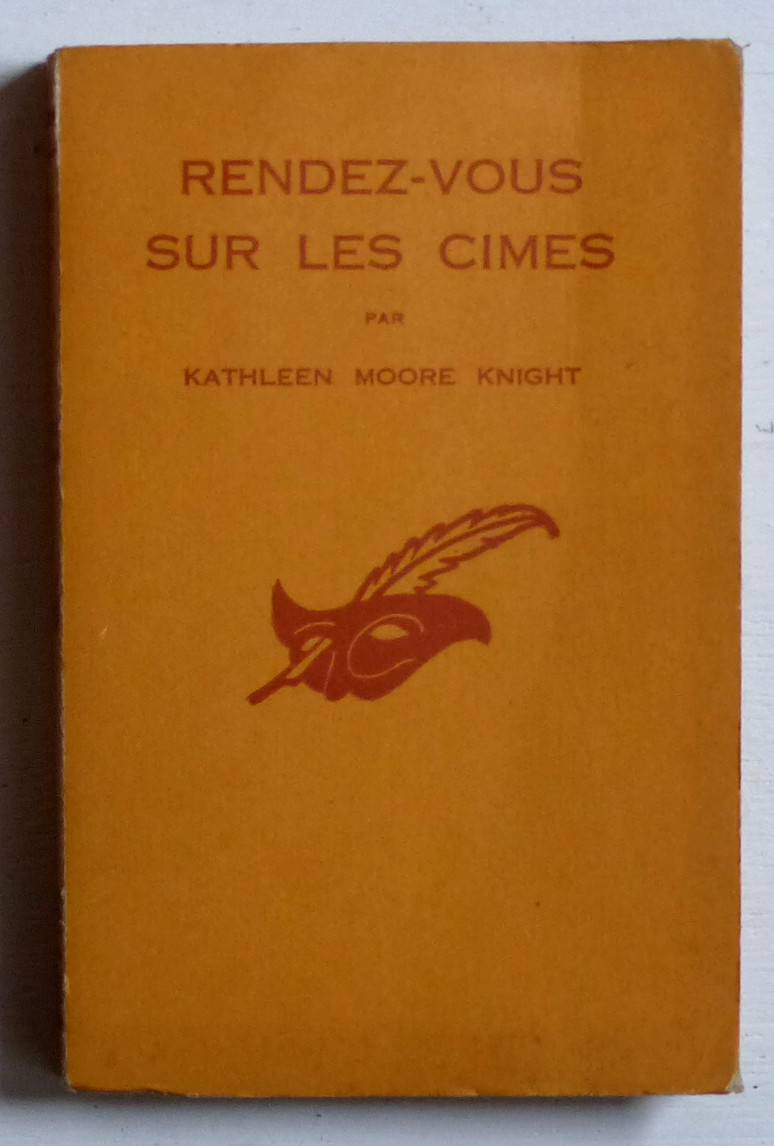 RENDEZ-VOUS
SUR LES CIMES
PAR
KATHLEEN MOORE KNIGHT